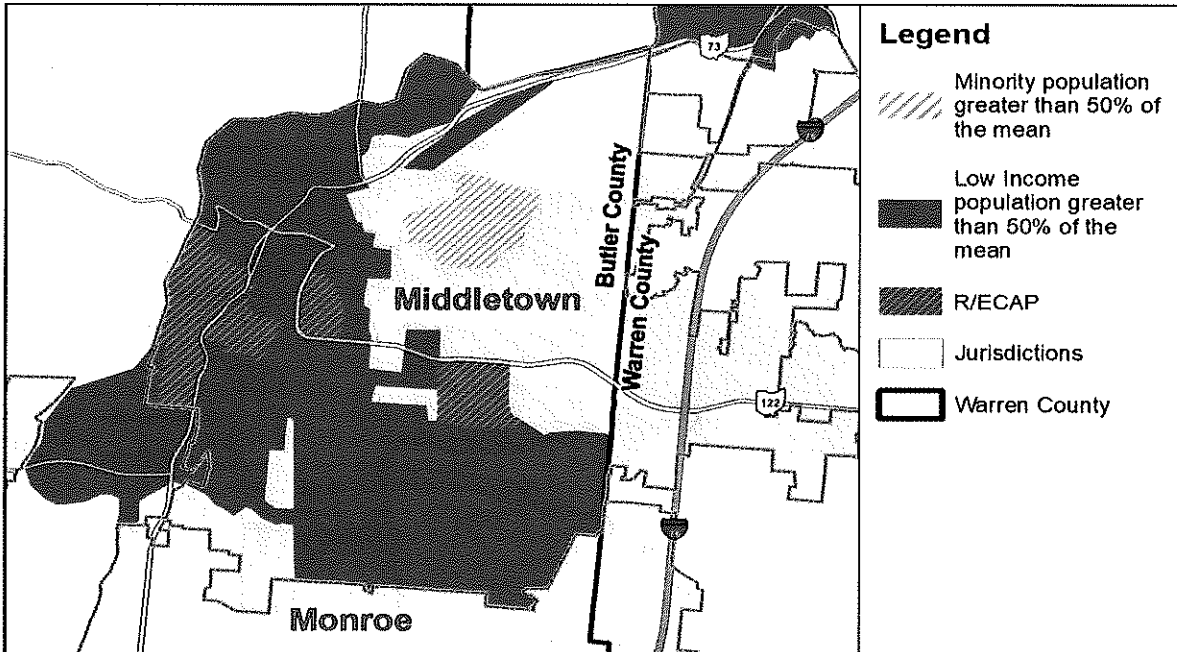 73
Butler County
Warren County
Middletown
122
Monroe
Legend
Minority population
greater than 50% of
the mean
Low Income
population greater
than 50% of the
mean
R/ECAP
Jurisdictions
Warren County